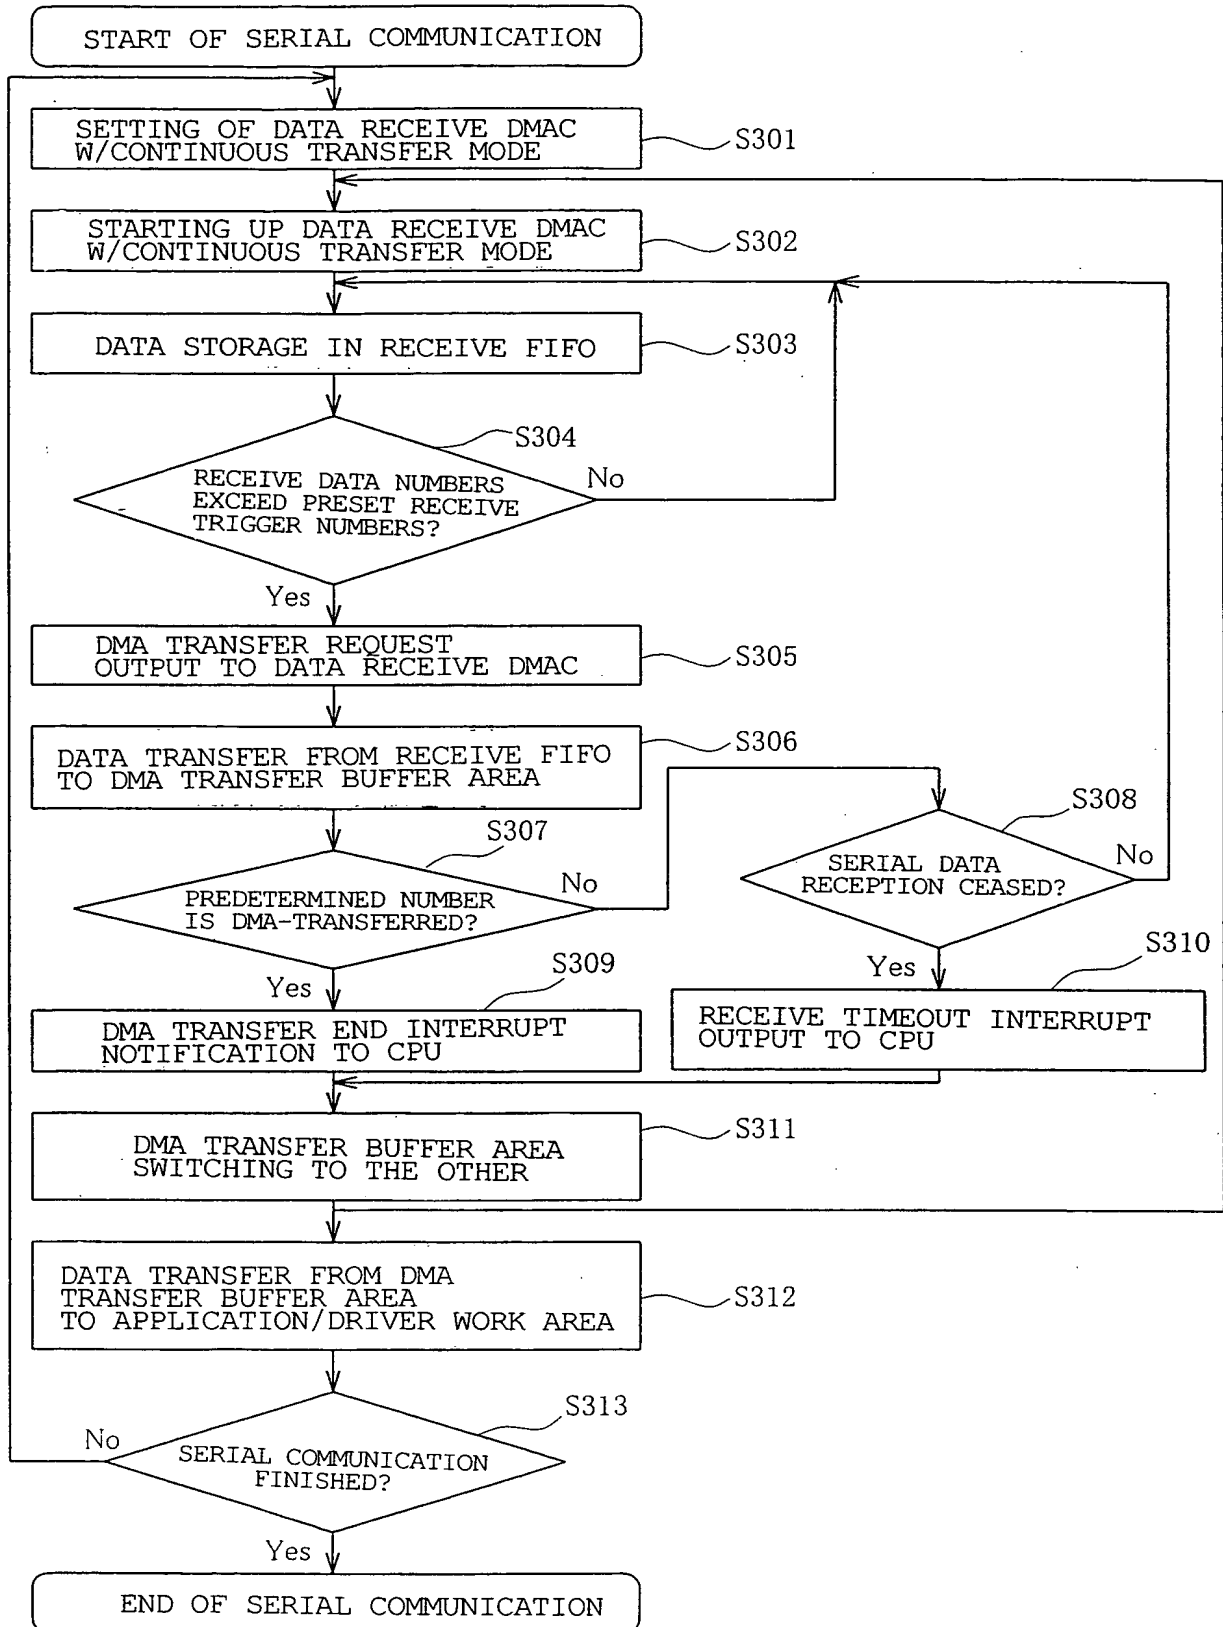 START OF SERIAL COMMUNICATION
SETTING OF DATA RECEIVE DMAC
W/CONTINUOUS TRANSFER MODE
S301
STARTING UP DATA RECEIVE DMAC
W/CONTINUOUS TRANSFER MODE
S302
DATA STORAGE IN RECEIVE FIFO
S303
S304
RECEIVE DATA NUMBERS
EXCEED PRESET RECEIVE
TRIGGER NUMBERS?
No
Yes
DMA TRANSFER REQUEST
OUTPUT TO DATA RECEIVE DMAC
S305
DATA TRANSFER FROM RECEIVE FIFO
TO DMA TRANSFER BUFFER AREA
S306
S307
PREDETERMINED NUMBER
IS DMA-TRANSFERRED?
No
S308
SERIAL DATA
RECEPTION CEASED?
No
Yes
S309
DMA TRANSFER END INTERRUPT
NOTIFICATION TO CPU
Yes
S310
RECEIVE TIMEOUT INTERRUPT
OUTPUT TO CPU
DMA TRANSFER BUFFER AREA
SWITCHING TO THE OTHER
S311
DATA TRANSFER FROM DMA
TRANSFER BUFFER AREA
TO APPLICATION/DRIVER WORK AREA
S312
S313
No
SERIAL COMMUNICATION
FINISHED?
Yes
END OF SERIAL COMMUNICATION